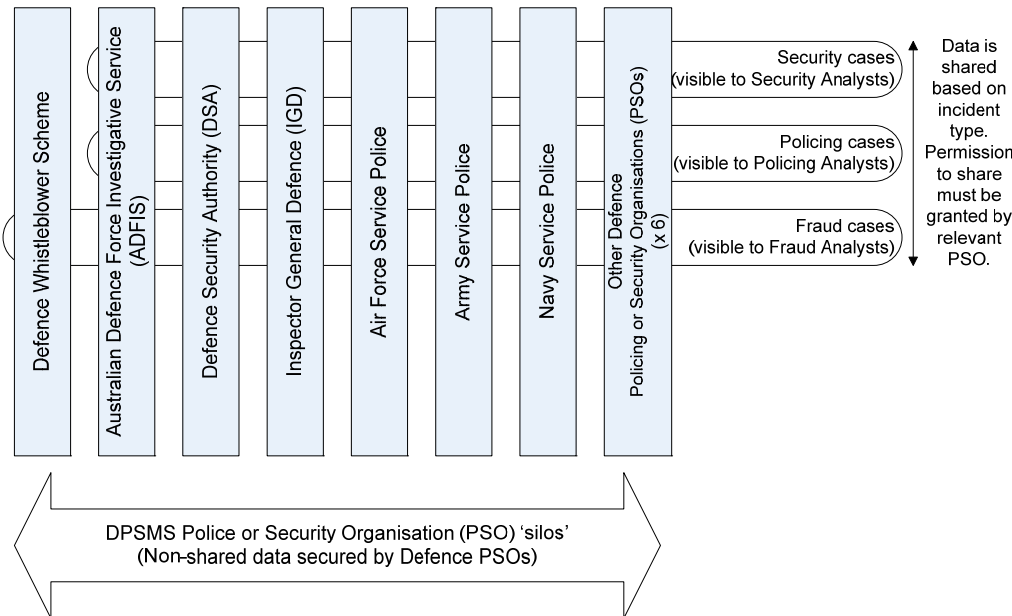 Defence Whistleblower Scheme
Australian Defence Force Investigative Service
(ADFIS)
Defence Security Authority (DSA)
Inspector General Defence (IGD)
Air Force Service Police
Army Service Police
Navy Service Police
Other Defence
Policing or Security Organisations (PSOs)
(x 6)
Security cases
(visible to Security Analysts)
Policing cases
(visible to Policing Analysts)
Fraud cases
(visible to Fraud Analysts)
Data is
shared
based on
incident
type.
Permission
to share
must be
granted by
relevant
PSO.
DPSMS Police or Security Organisation (PSO) ‘silos’
(Non-shared data secured by Defence PSOs)